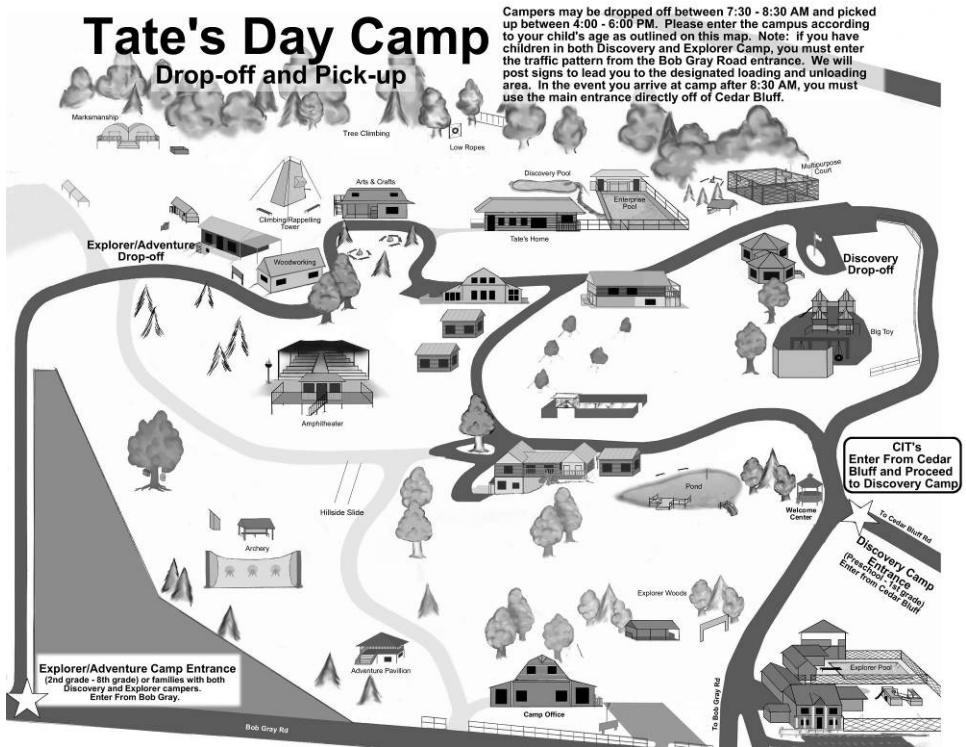 Tate's Day Camp
Drop-off and Pick-up
Campers may be dropped off between 7:30 - 8:30 AM and picked
up between 4:00 - 6:00 PM.  Please enter the campus according
to your child's age as outlined on this map.  Note:  if you have
children in both Discovery and Explorer Camp, you must enter
the traffic pattern from the Bob Gray Road entrance.  We will
post signs to lead you to the designated loading and unloading
area.  In the event you arrive at camp after 8:30 AM, you must
use the main entrance directly off of Cedar Bluff.
Marksmanship
Tree Climbing
Low Ropes
Multipurpose
Court
Discovery Pool
Arts & Crafts
Enterprise
Pool
Climbing/Rappelling
Tower
Tate's Home
Explorer/Adventure
Drop-off
Woodworking
Discovery
Drop-off
Big Toy
Amphitheater
CIT's
Enter From Cedar
Bluff and Proceed
to Discovery Camp
Pond
Welcome
Center
To Cedar Bluff Rd
Hillside Slide
Archery
Discovery Camp
Entrance
(Preschool - 1st grade)
Enter from Cedar Bluff
Explorer Woods
Adventure Pavillion
Explorer Pool
Explorer/Adventure Camp Entrance
(2nd grade - 8th grade) or families with both
Discovery and Explorer campers.
Enter From Bob Gray.
Camp Office
To Bob Gray Rd
Bob Gray Rd